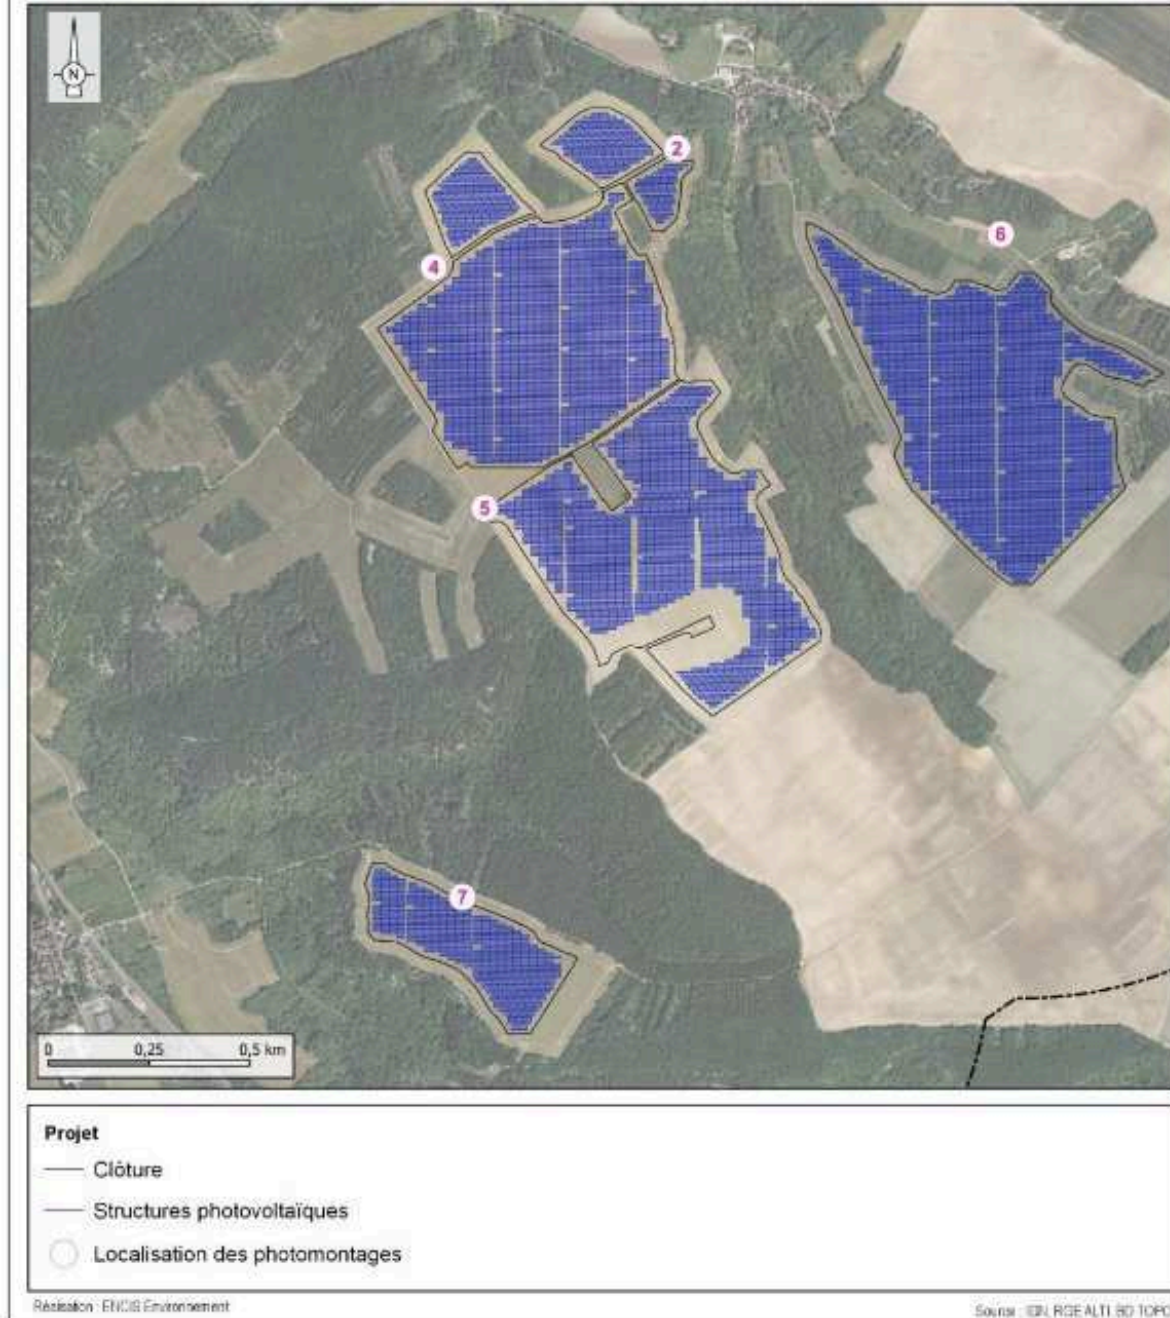 N
2
6
4
5
7
0 0,25 0,5 km
Projet
Clôture
Structures photovoltaïques
Localisation des photomontages
Réalisation : ENCIS Environnement
Source : IGN, RGE ALTI, BD TOPO